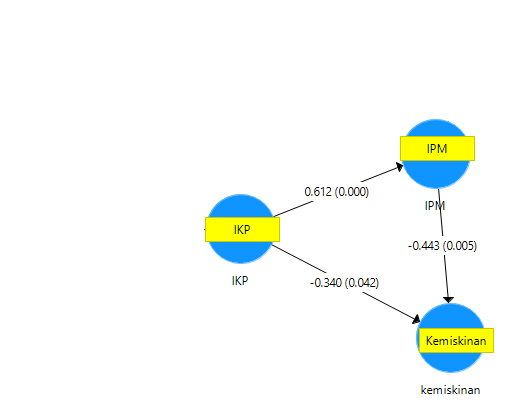 IPM
0.612 (0.000)
IPM
IKP
-0.443 (0.005)
IKP
-0.340 (0.042)
Kemiskinan
kemiskinan